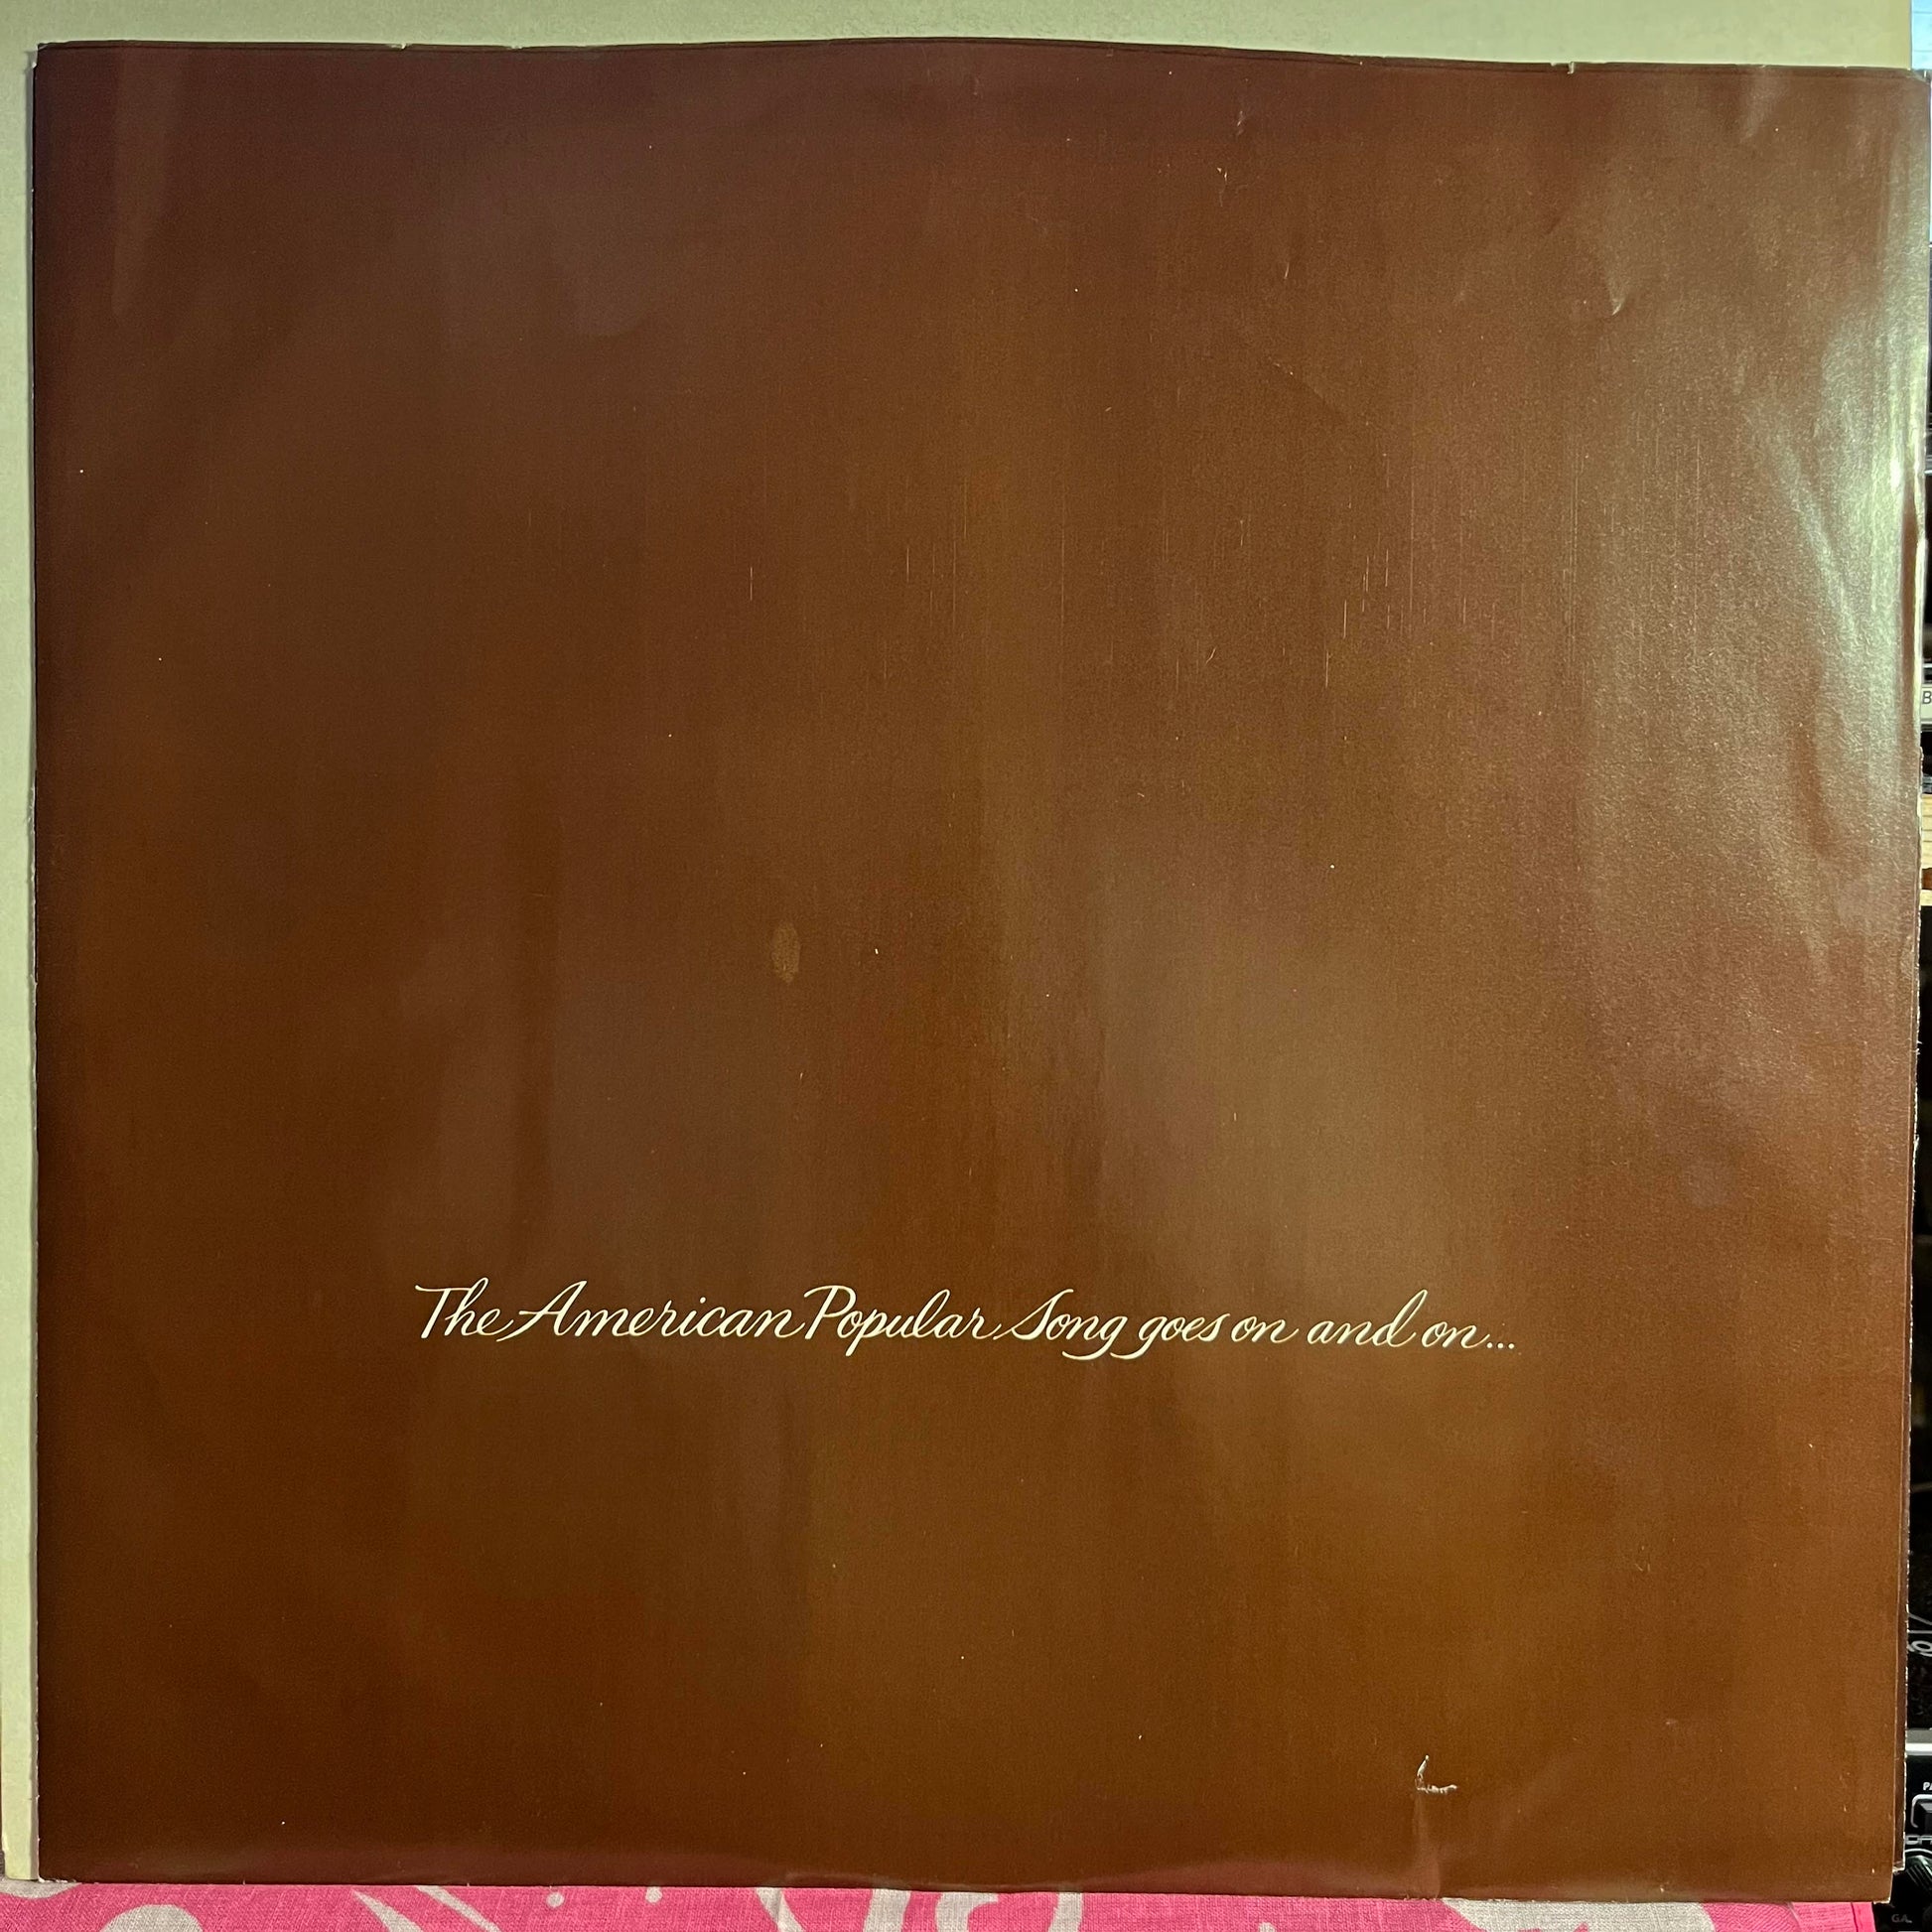 The American Popular Song goes on and on...